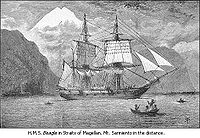 H.M.S. Beagle in Straits of Magellan. Mt. Sarmiento in the distance.